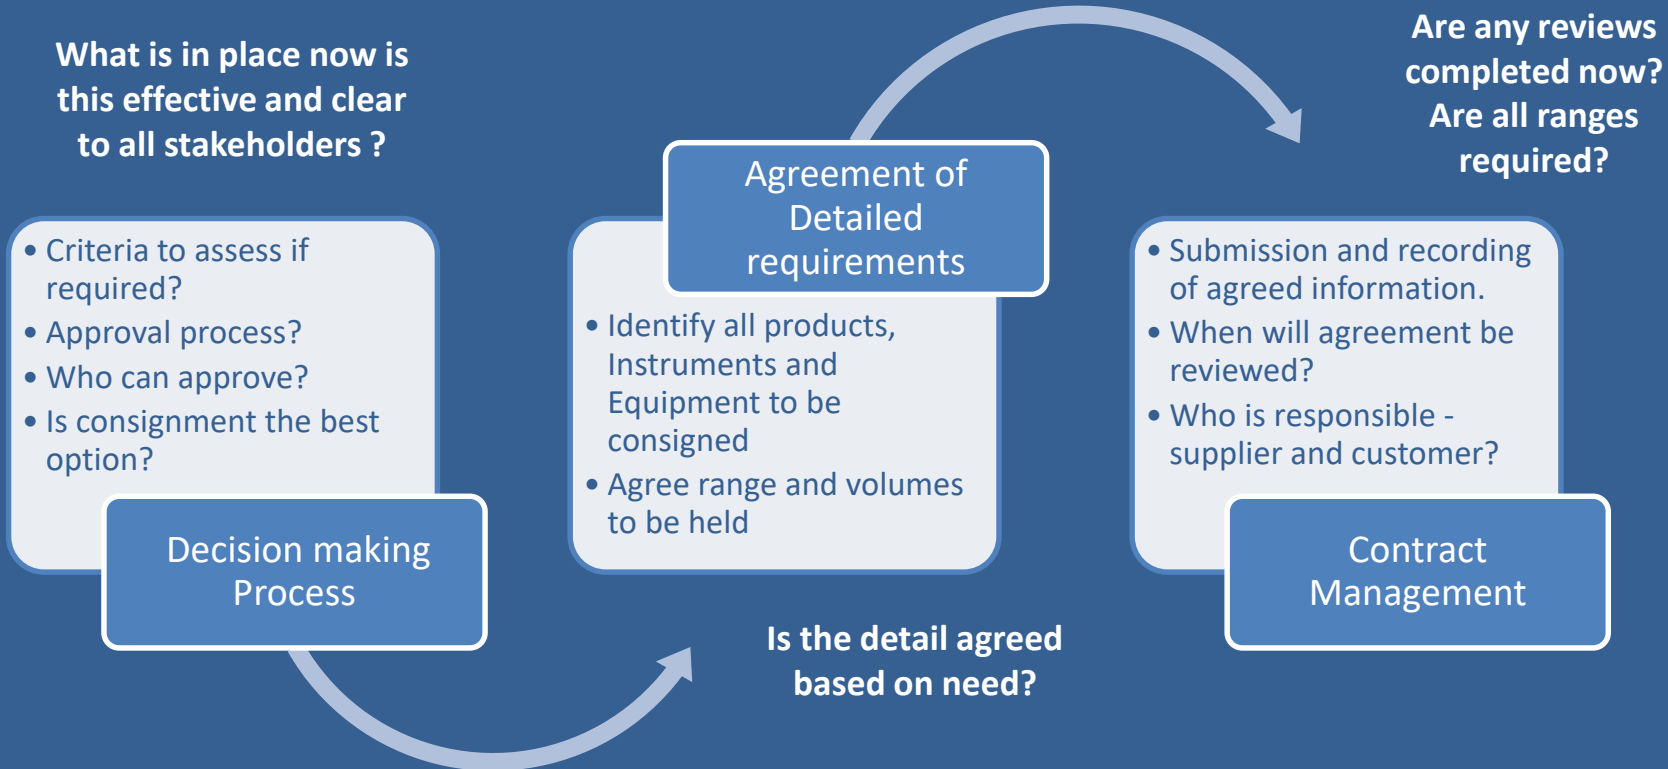 What is in place now is
this effective and clear
to all stakeholders ?
• Criteria to assess if
required?
• Approval process?
• Who can approve?
• Is consignment the best
option?
Decision making
Process
Agreement of
Detailed
requirements
• Identify all products,
Instruments and
Equipment to be
consigned
• Agree range and volumes
to be held
Is the detail agreed
based on need?
Are any reviews
completed now?
Are all ranges
required?
• Submission and recording
of agreed information.
• When will agreement be
reviewed?
• Who is responsible -
supplier and customer?
Contract
Management